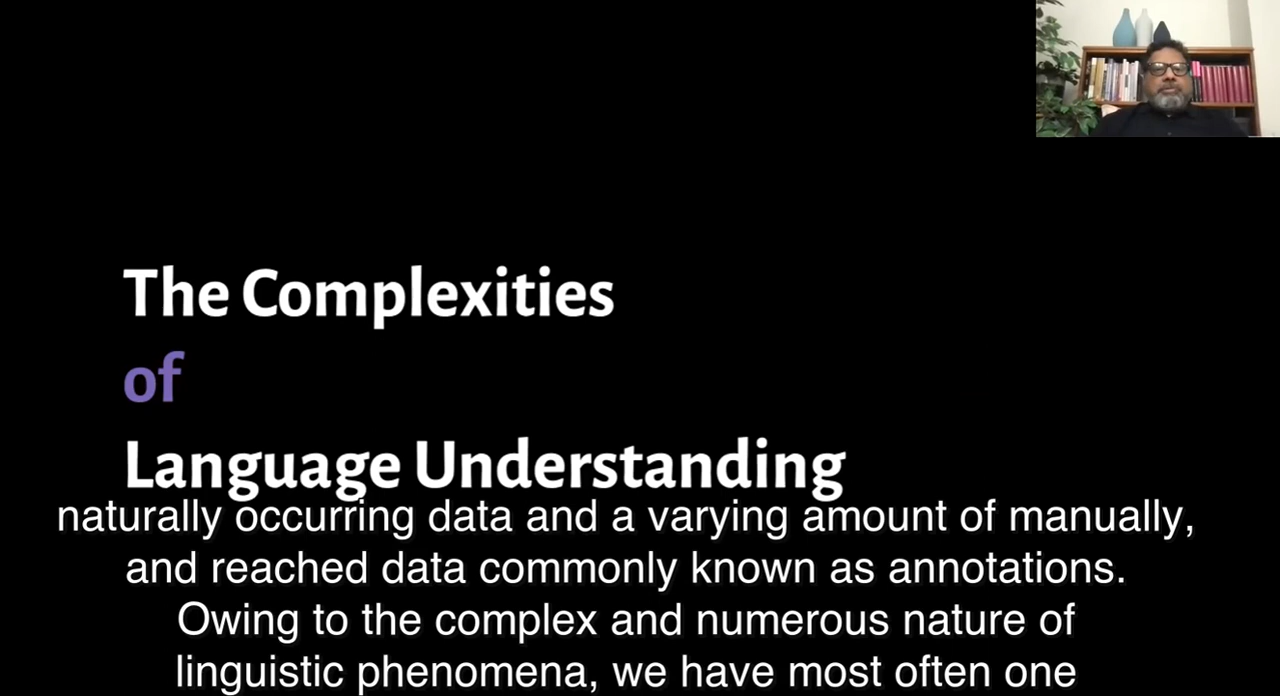 The Complexities
of
Language Understanding
naturally occurring data and a varying amount of manually,
and reached data commonly known as annotations.
Owing to the complex and numerous nature of
linguistic phenomena, we have most often one